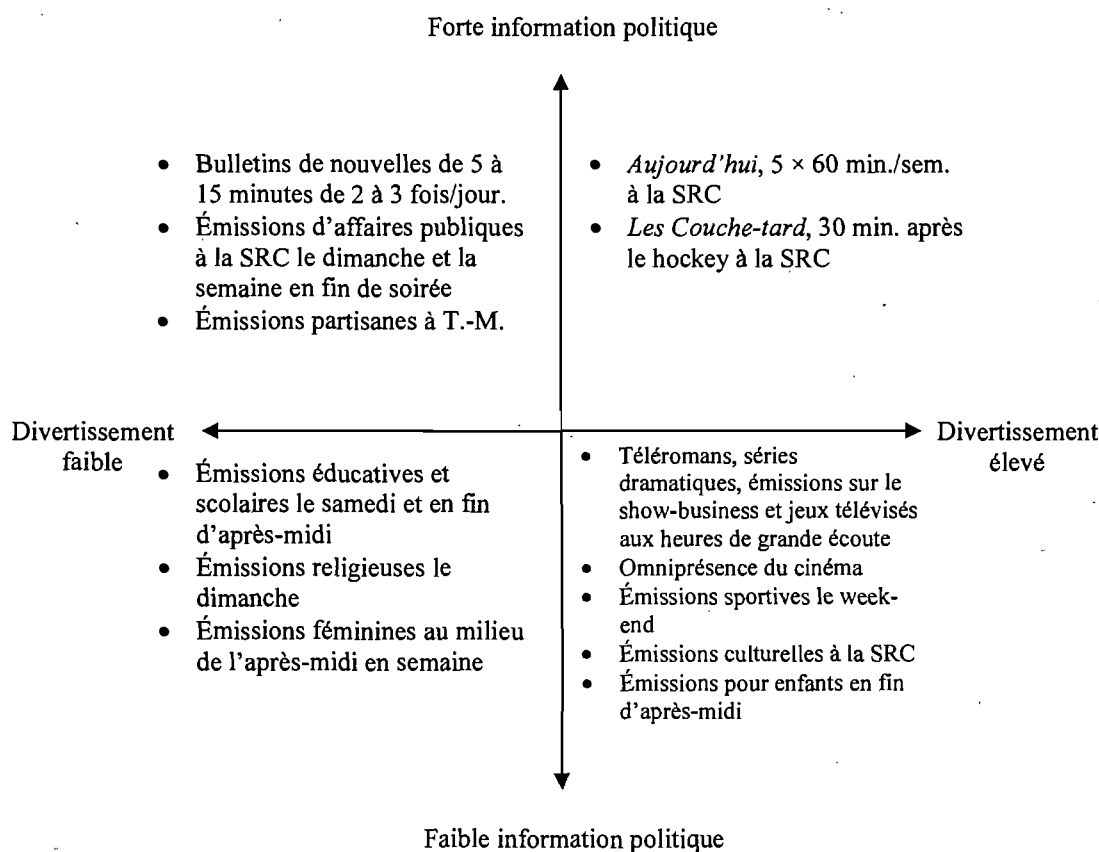 Forte information politique
• Bulletins de nouvelles de 5 à
15 minutes de 2 à 3 fois/jour.
• Émissions d'affaires publiques
à la SRC le dimanche et la
semaine en fin de soirée
• Émissions partisanes à T.-M.
• Aujourd'hui, 5 × 60 min./sem.
à la SRC
• Les Couche-tard, 30 min. après
le hockey à la SRC
Divertissement
faible
Divertissement
élevé
• Émissions éducatives et
scolaires le samedi et en fin
d'après-midi
• Émissions religieuses le
dimanche
• Émissions féminines au milieu
de l'après-midi en semaine
• Téléromans, séries
dramatiques, émissions sur le
show-business et jeux télévisés
aux heures de grande écoute
• Omniprésence du cinéma
• Émissions sportives le week-
end
• Émissions culturelles à la SRC
• Émissions pour enfants en fin
d'après-midi
Faible information politique